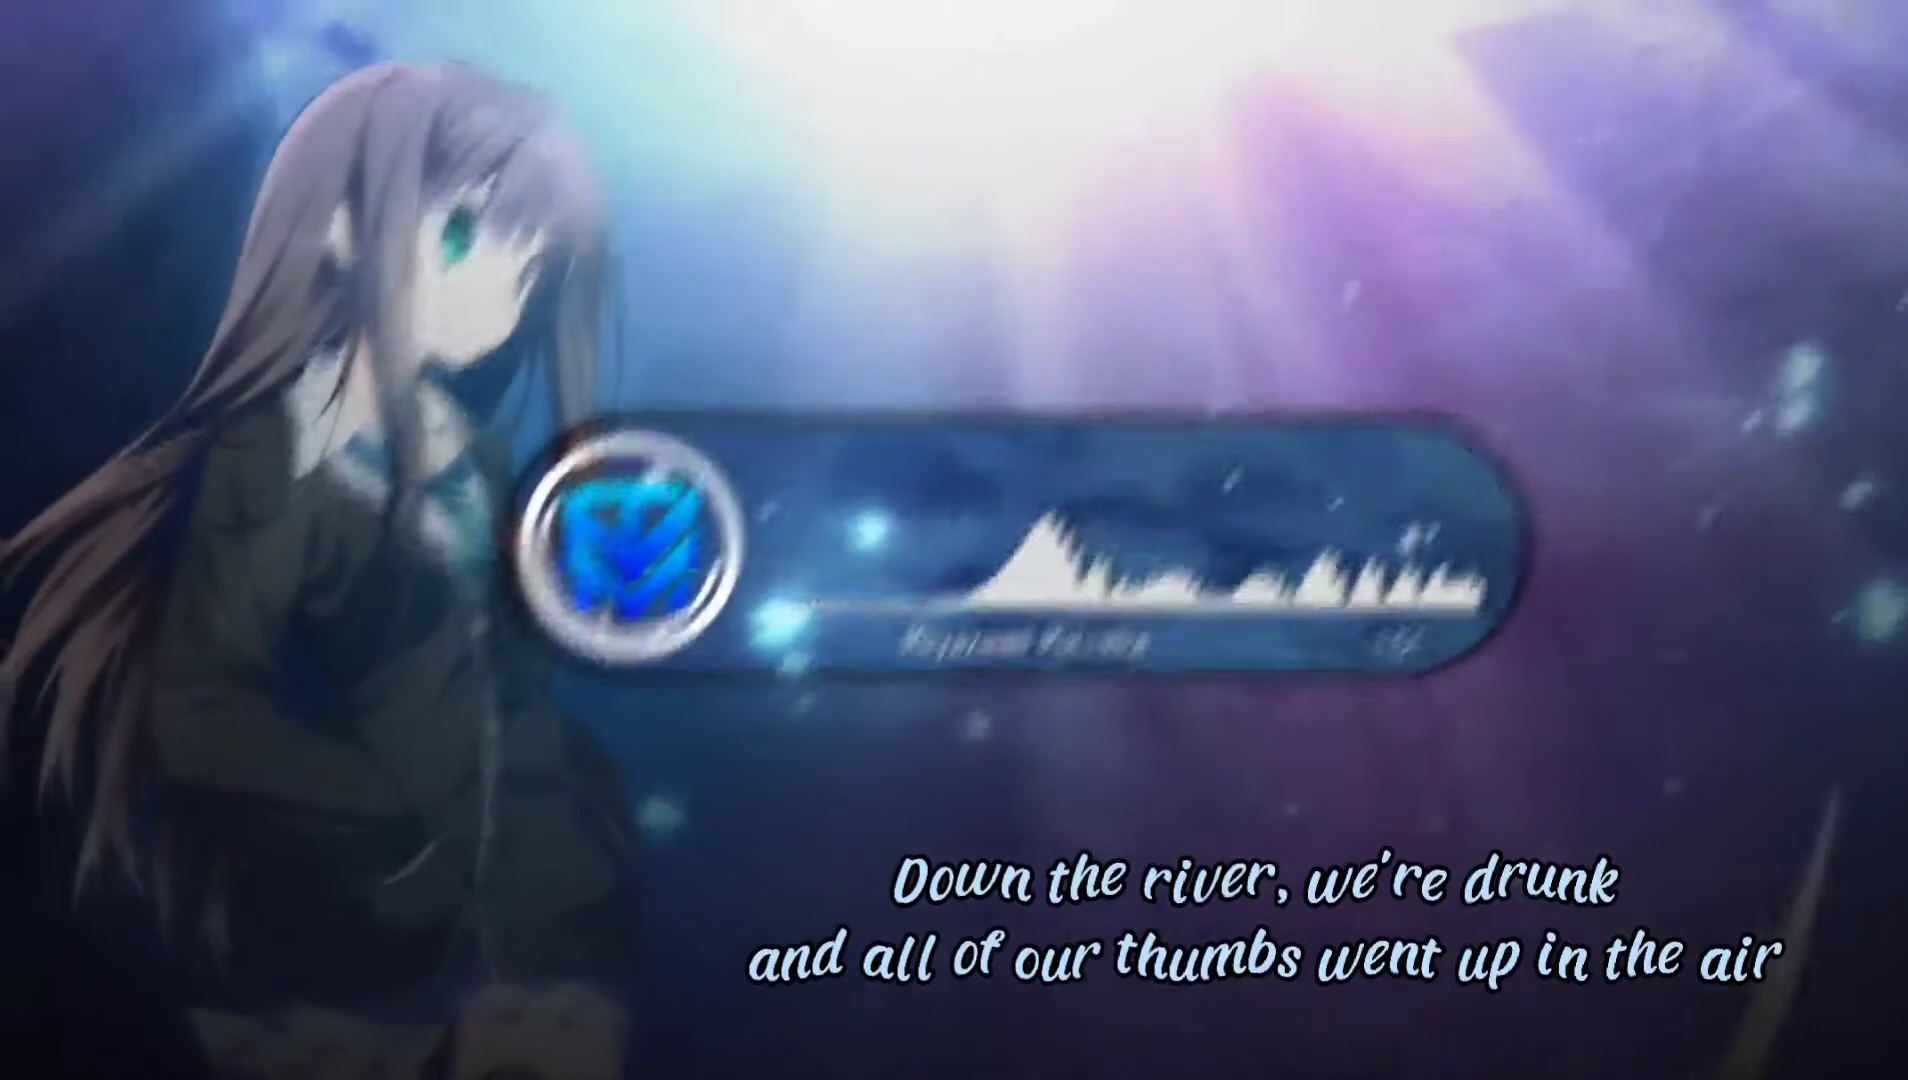 Down the river, we're drunk
and all of our thumbs went up in the air